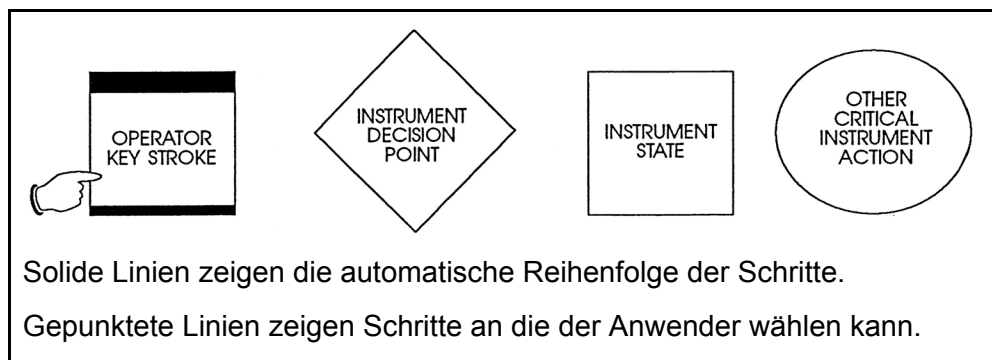 OPERATOR
KEY STROKE
INSTRUMENT
DECISION
POINT
INSTRUMENT
STATE
OTHER
CRITICAL
INSTRUMENT
ACTION
Solide Linien zeigen die automatische Reihenfolge der Schritte.
Gepunktete Linien zeigen Schritte an die der Anwender wählen kann.